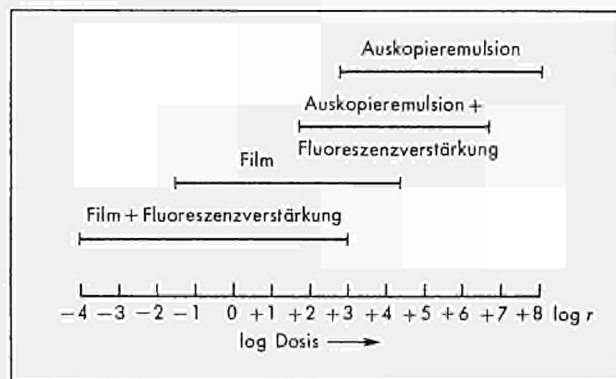 Auskopieremulsion
Auskopieremulsion +
Fluoreszenzverstärkung
Film
Film + Fluoreszenzverstärkung
−4 −3 −2 −1 0 +1 +2 +3 +4 +5 +6 +7 +8 log r
log Dosis